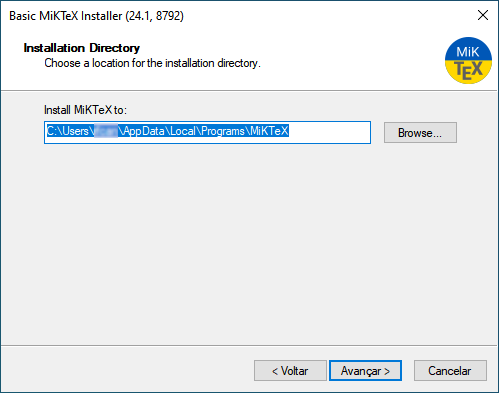 Basic MiKTeX Installer (24.1, 8792)
Installation Directory
Choose a location for the installation directory.
MiK
TEX
Install MiKTeX to:
C:\Users\ \AppData\Local\Programs\MiKTeX
Browse...
< Voltar
Avançar >
Cancelar